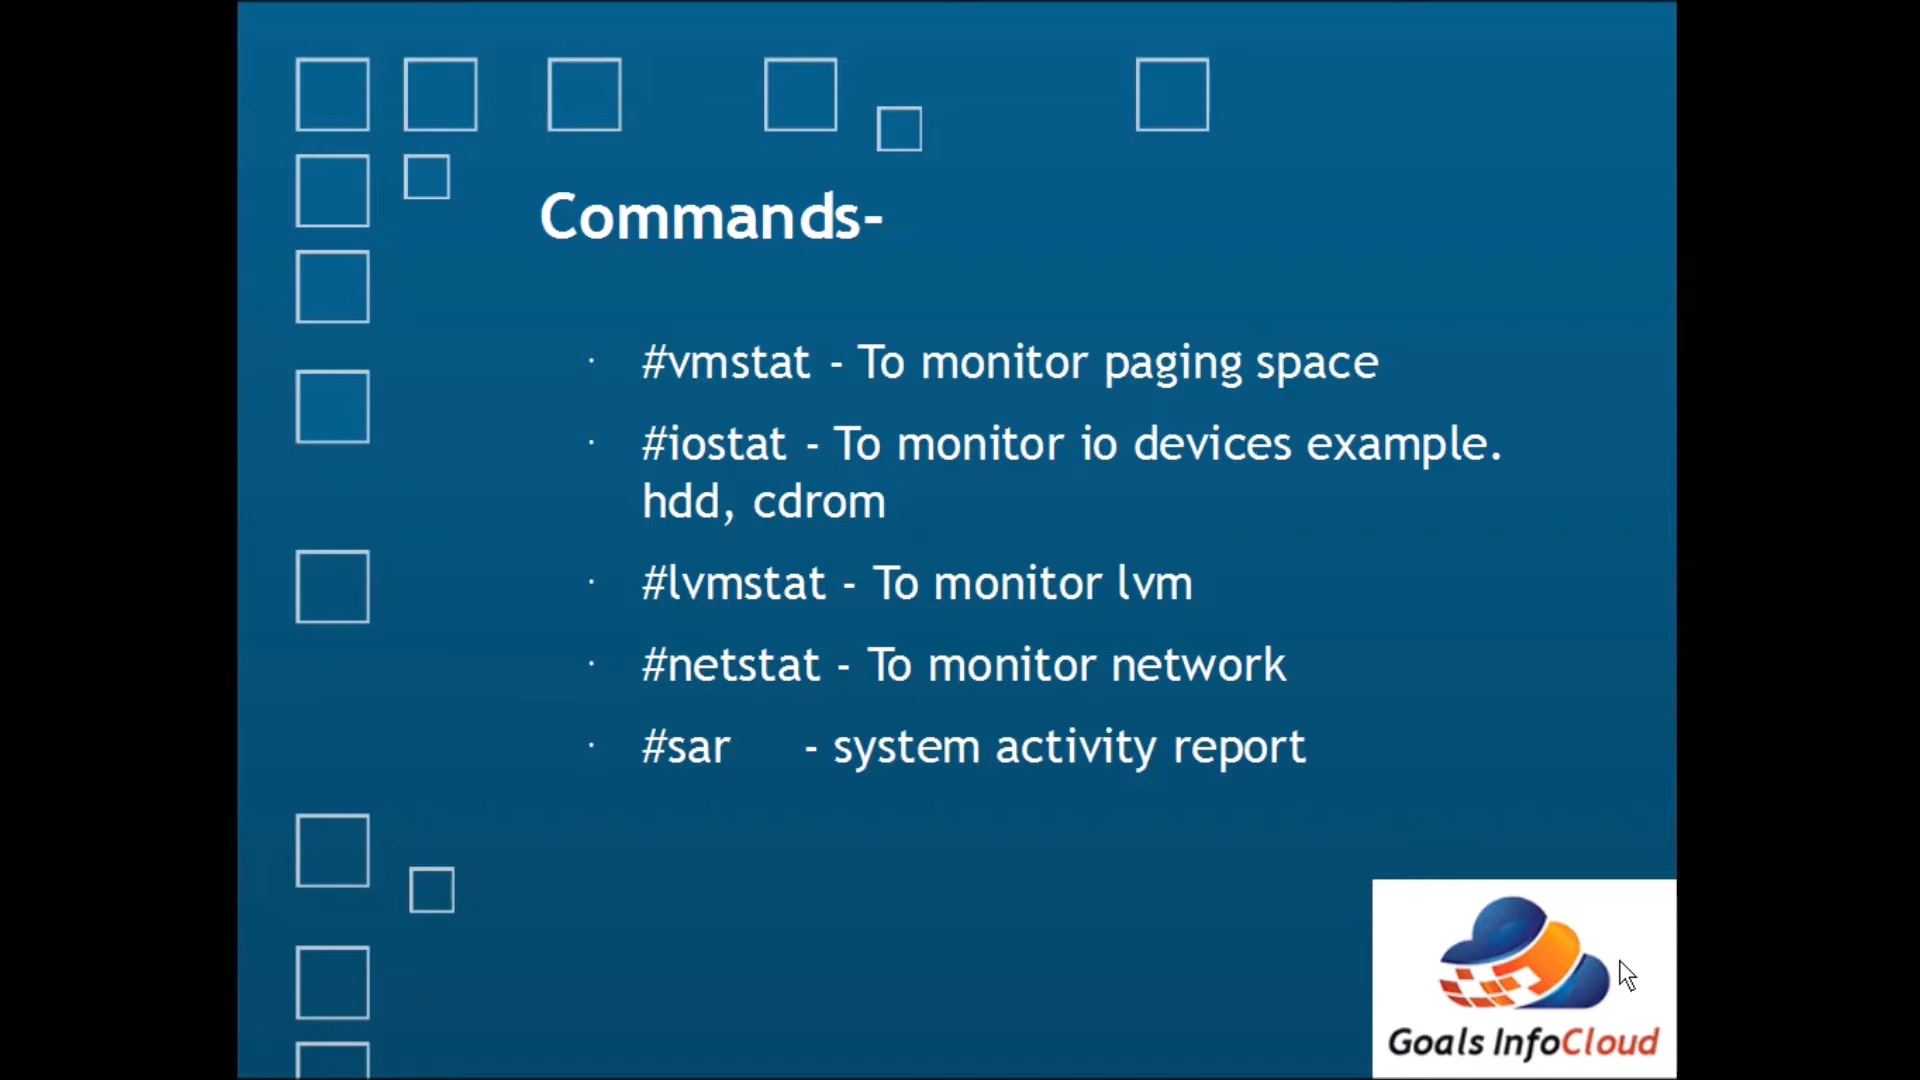 Commands-
#vmstat - To monitor paging space
#iostat - To monitor io devices example.
hdd, cdrom
#lvmstat - To monitor lvm
#netstat - To monitor network
#sar - system activity report
Goals InfoCloud